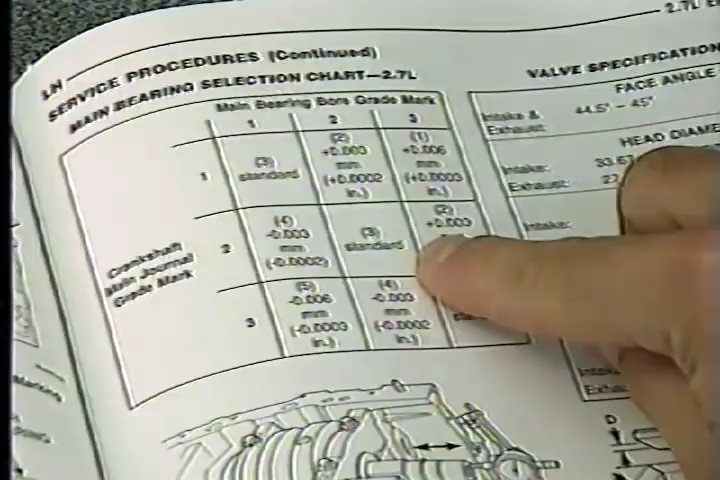 LH
2.7L
SERVICE PROCEDURES (Continued)
MAIN BEARING SELECTION CHART—2.7L
Main Bearing Bore Grade Mark
1 2 3
Crankshaft
Main Journal
Grade Mark
1
(3)
standard
(2)
+0.003
mm
(+0.0002
in.)
(1)
+0.006
mm
(+0.0003
in.)
2
(4)
-0.003
mm
(-0.0002)
(3)
standard
(2)
+0.003
3
(5)
-0.006
mm
(-0.0003
in.)
(4)
-0.003
mm
(-0.0002
in.)
VALVE SPECIFICATION
FACE ANGLE
Intake &
Exhaust:
44.5° – 45°
HEAD DIAME
Intake:
33.67
Exhaust:
27
Intake:
D